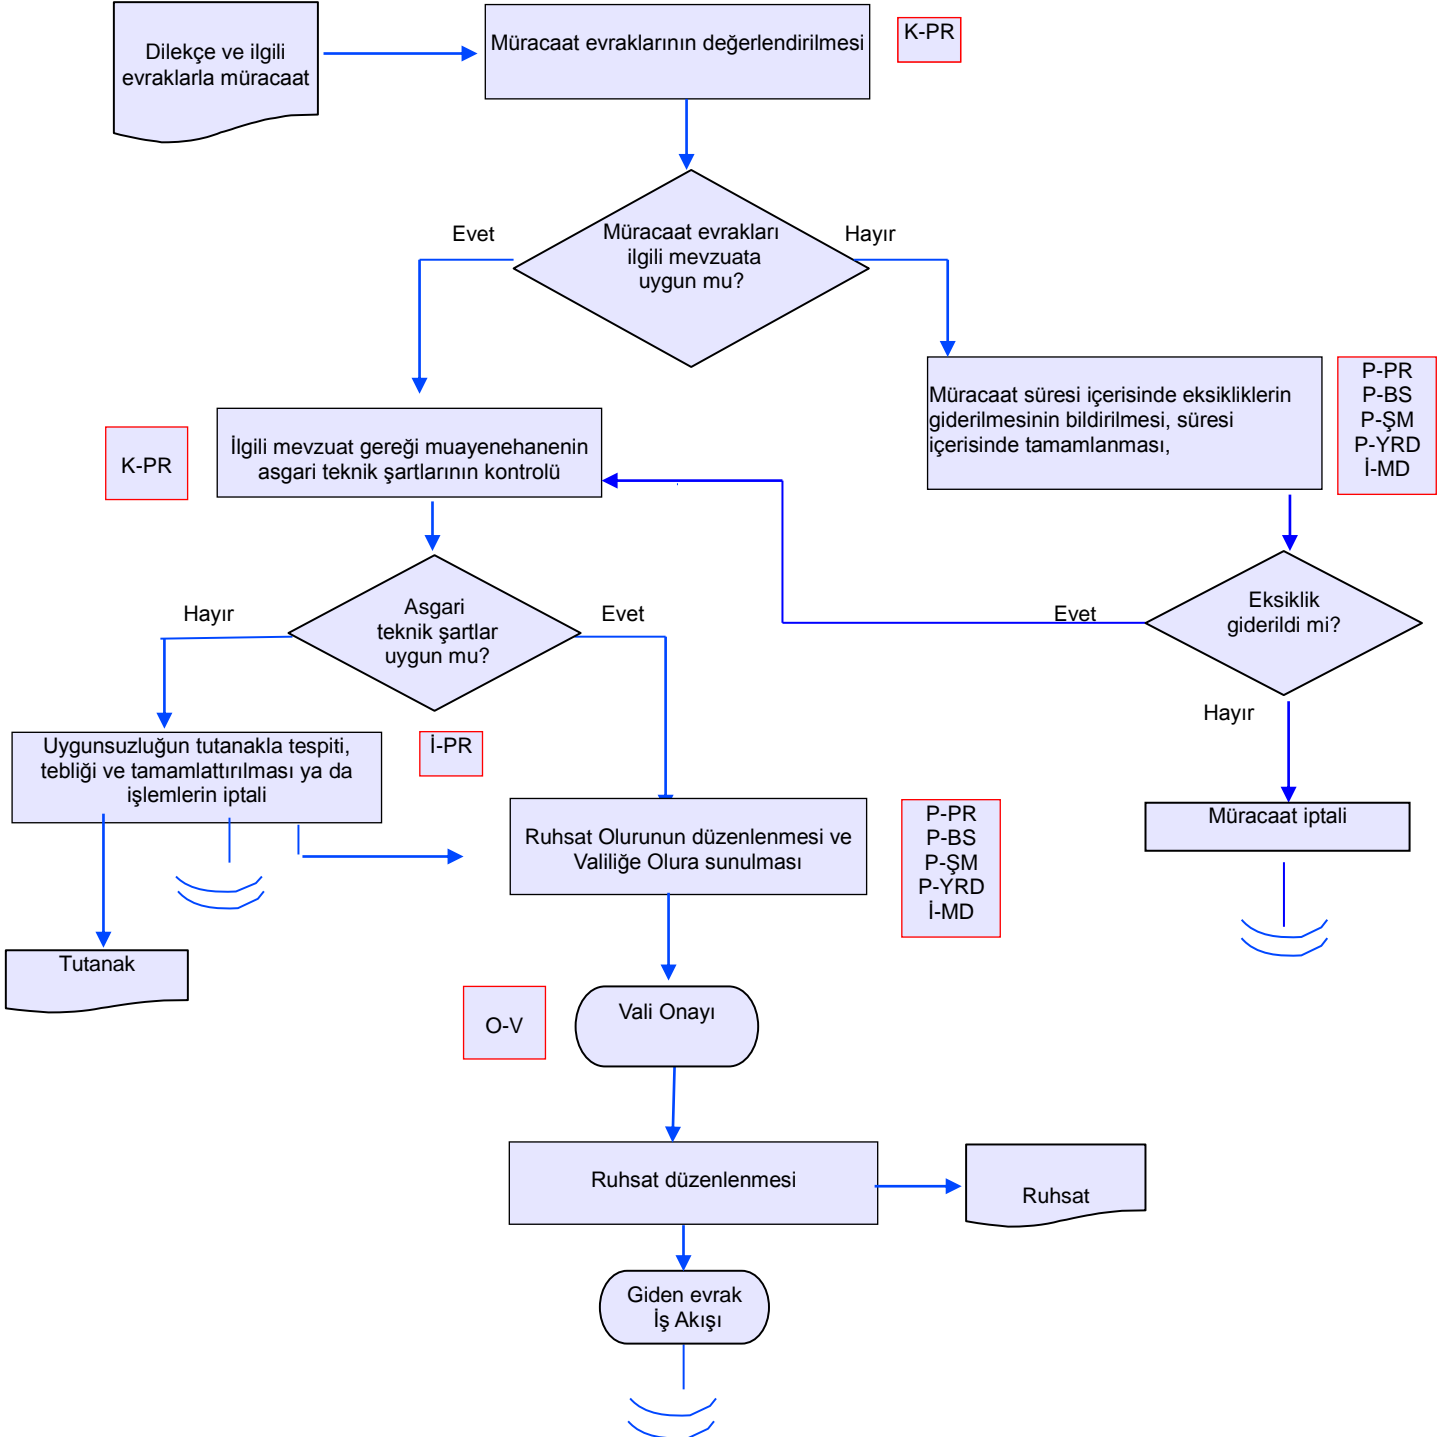 Dilekçe ve ilgili
evraklarla müracaat
Müracaat evraklarının değerlendirilmesi
K-PR
Evet
Müracaat evrakları
ilgili mevzuata
uygun mu?
Hayır
Müracaat süresi içerisinde eksikliklerin
giderilmesinin bildirilmesi, süresi
içerisinde tamamlanması,
P-PR
P-BS
P-ŞM
P-YRD
İ-MD
K-PR
İlgili mevzuat gereği muayenehanenin
asgari teknik şartlarının kontrolü
Hayır
Asgari
teknik şartlar
uygun mu?
Evet
Evet
Eksiklik
giderildi mi?
Hayır
Uygunsuzluğun tutanakla tespiti,
tebliği ve tamamlattırılması ya da
işlemlerin iptali
İ-PR
Ruhsat Olurunun düzenlenmesi ve
Valiliğe Olura sunulması
P-PR
P-BS
P-ŞM
P-YRD
İ-MD
Müracaat iptali
Tutanak
O-V
Vali Onayı
Ruhsat düzenlenmesi
Ruhsat
Giden evrak
İş Akışı